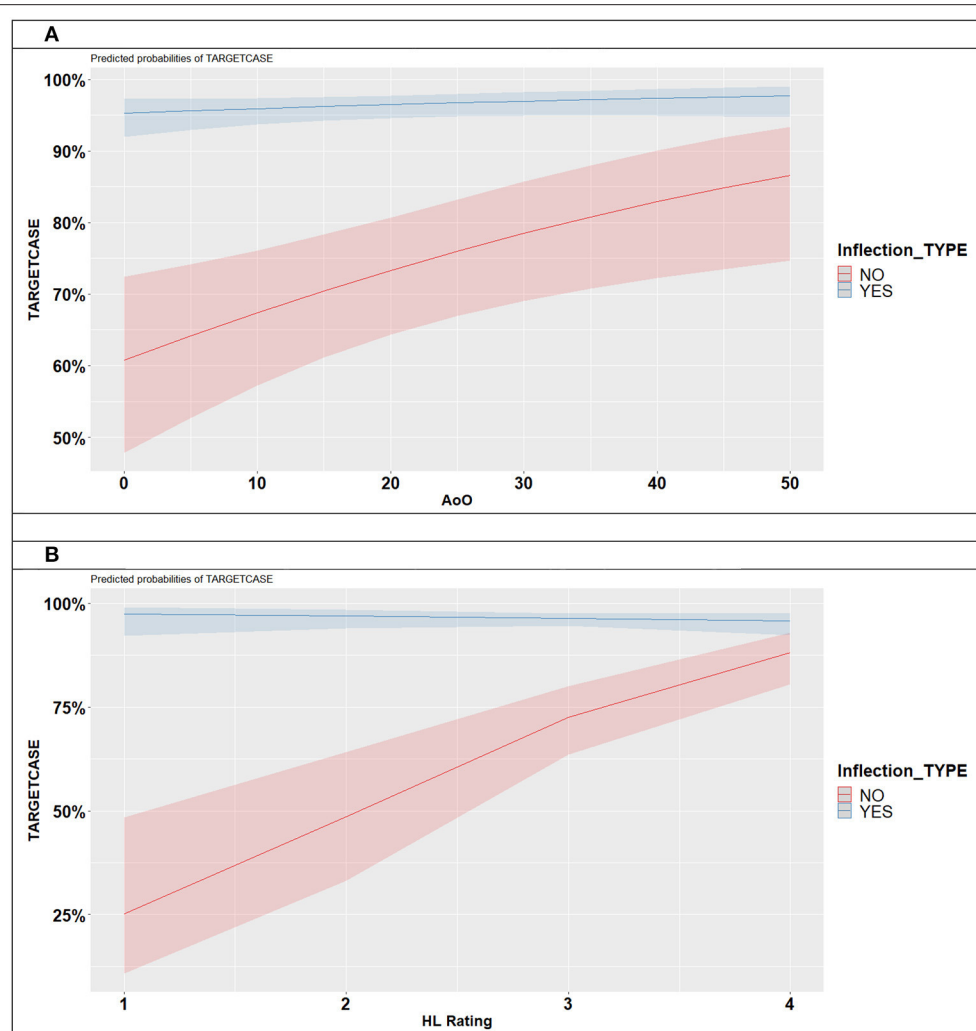 A
Predicted probabilities of TARGETCASE
100%
90%
80%
70%
60%
50%
TARGETCASE
0 10 20 30 40 50
AoO
Inflection_TYPE
NO
YES
B
Predicted probabilities of TARGETCASE
100%
75%
50%
25%
TARGETCASE
1 2 3 4
HL Rating
Inflection_TYPE
NO
YES